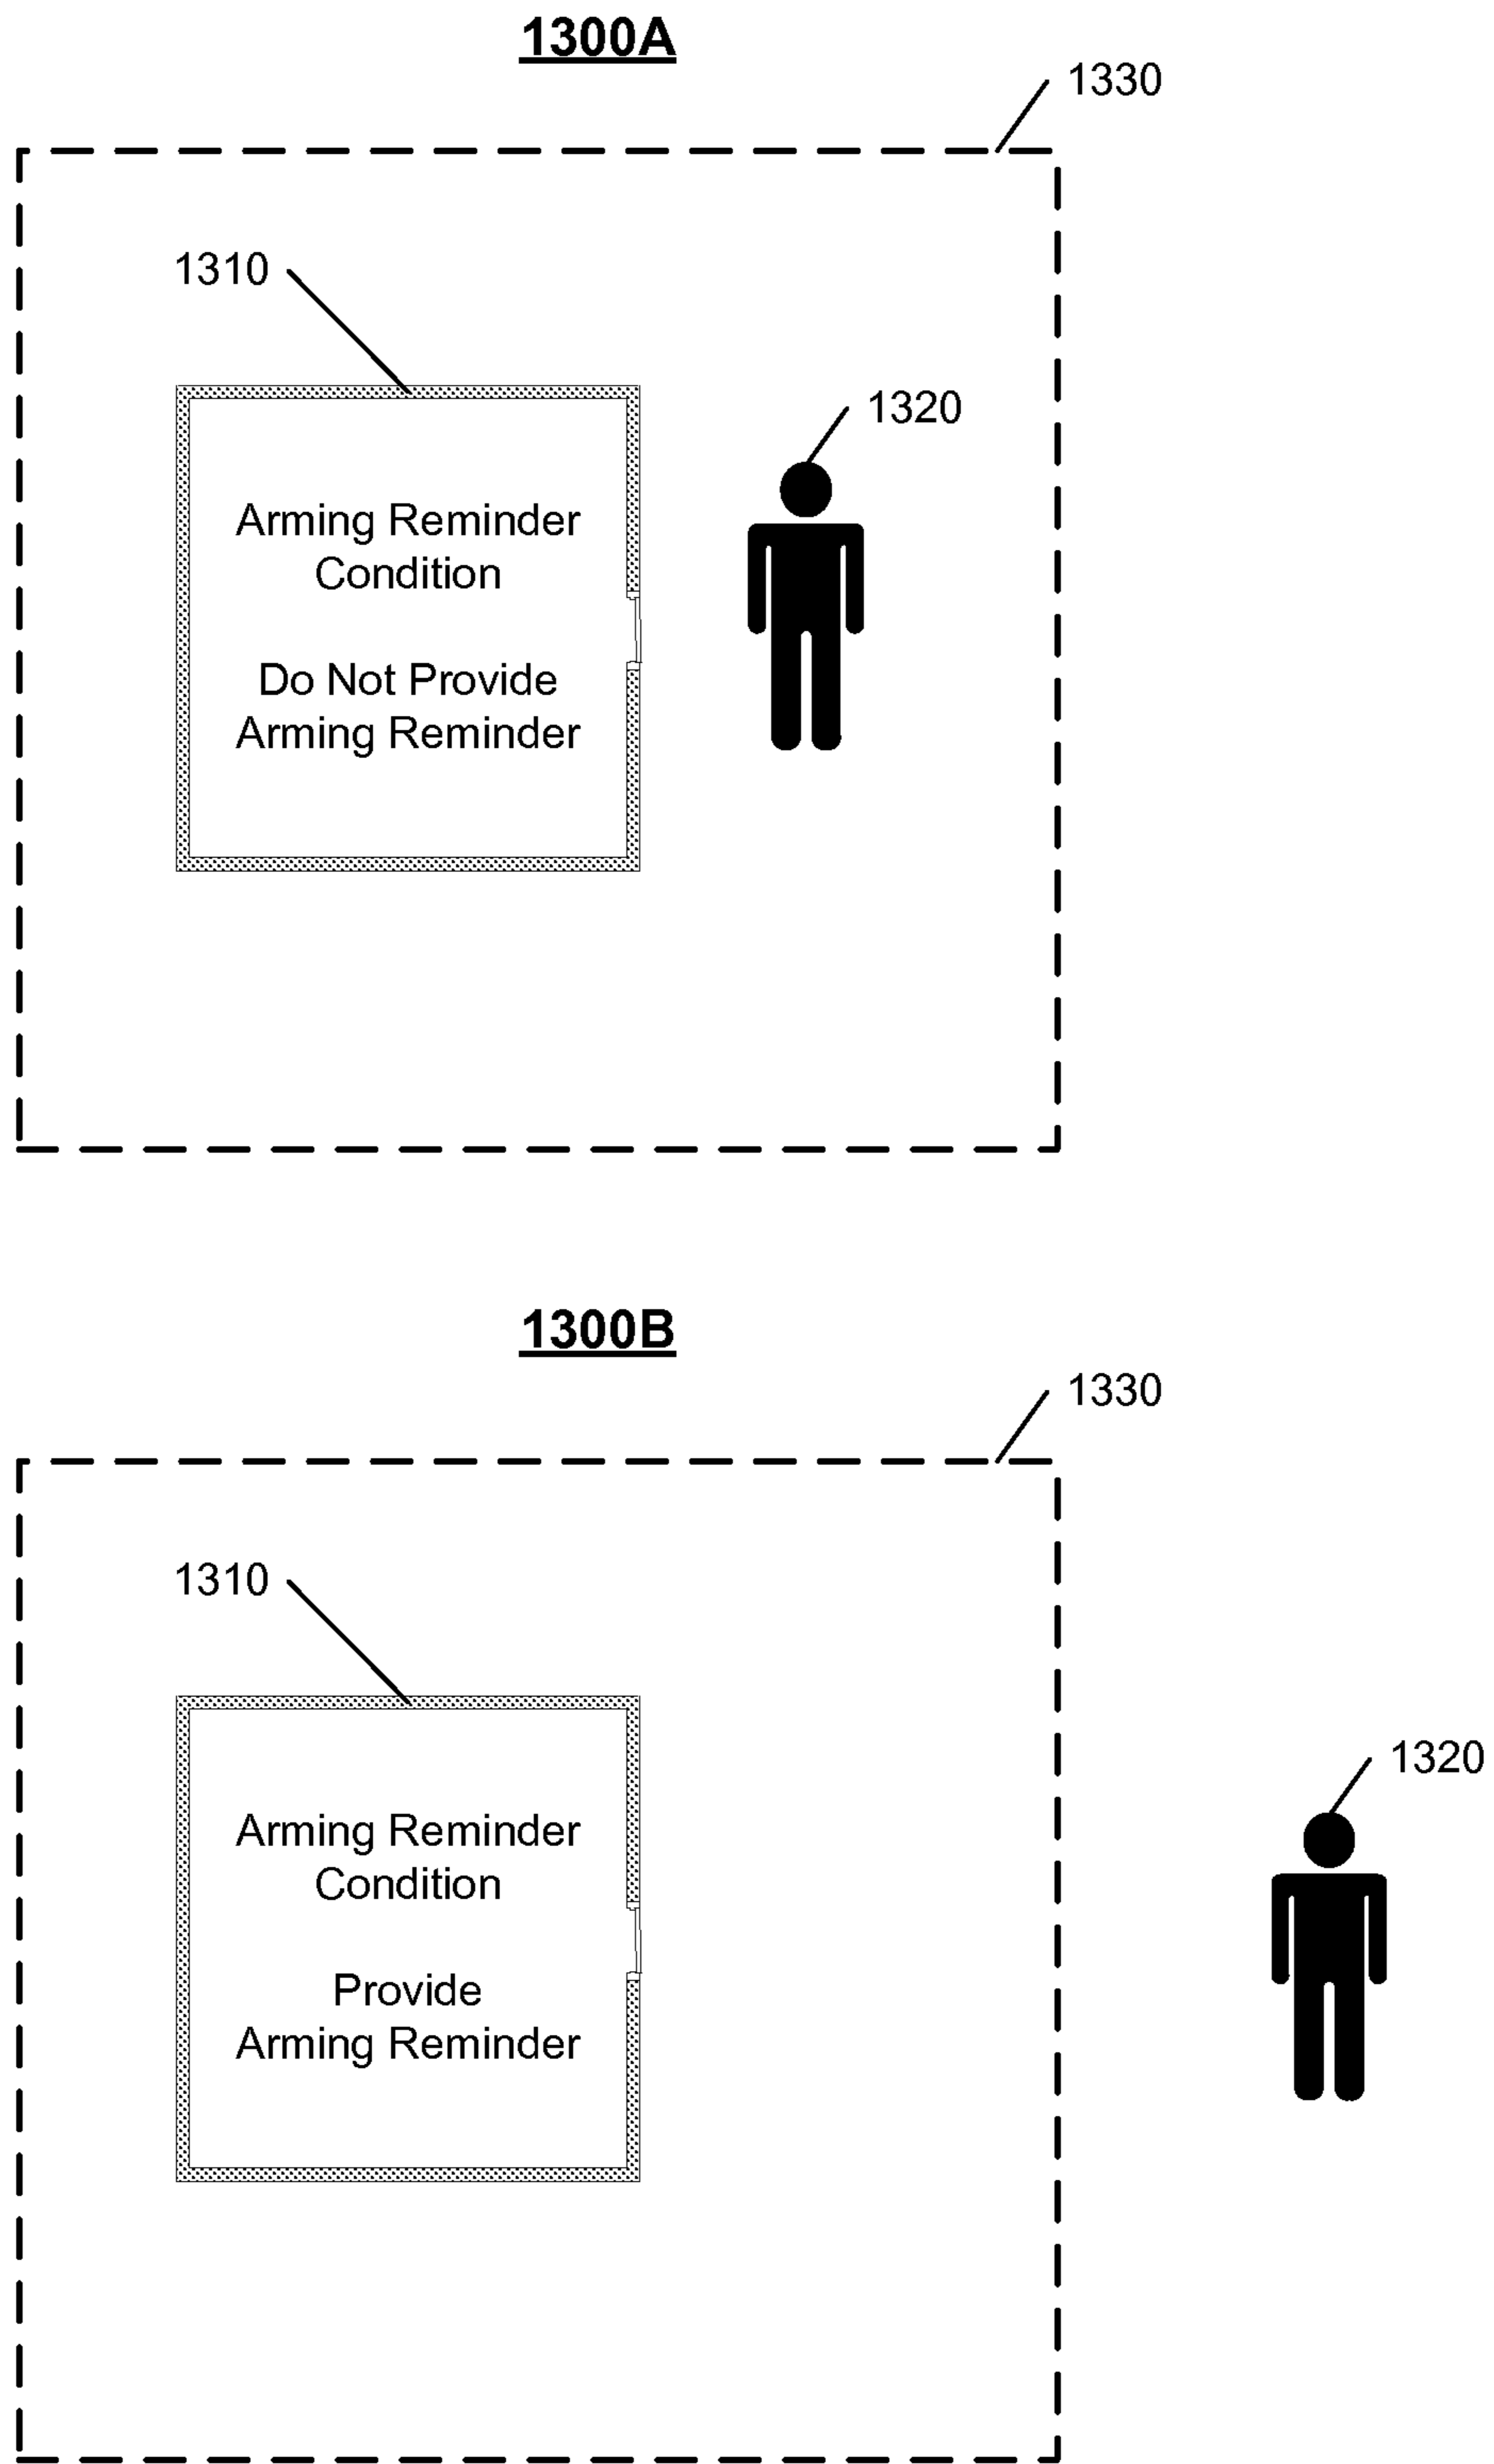 1300A
1330
1310
1320
Arming Reminder
Condition
Do Not Provide
Arming Reminder
1300B
1330
1310
1320
Arming Reminder
Condition
Provide
Arming Reminder